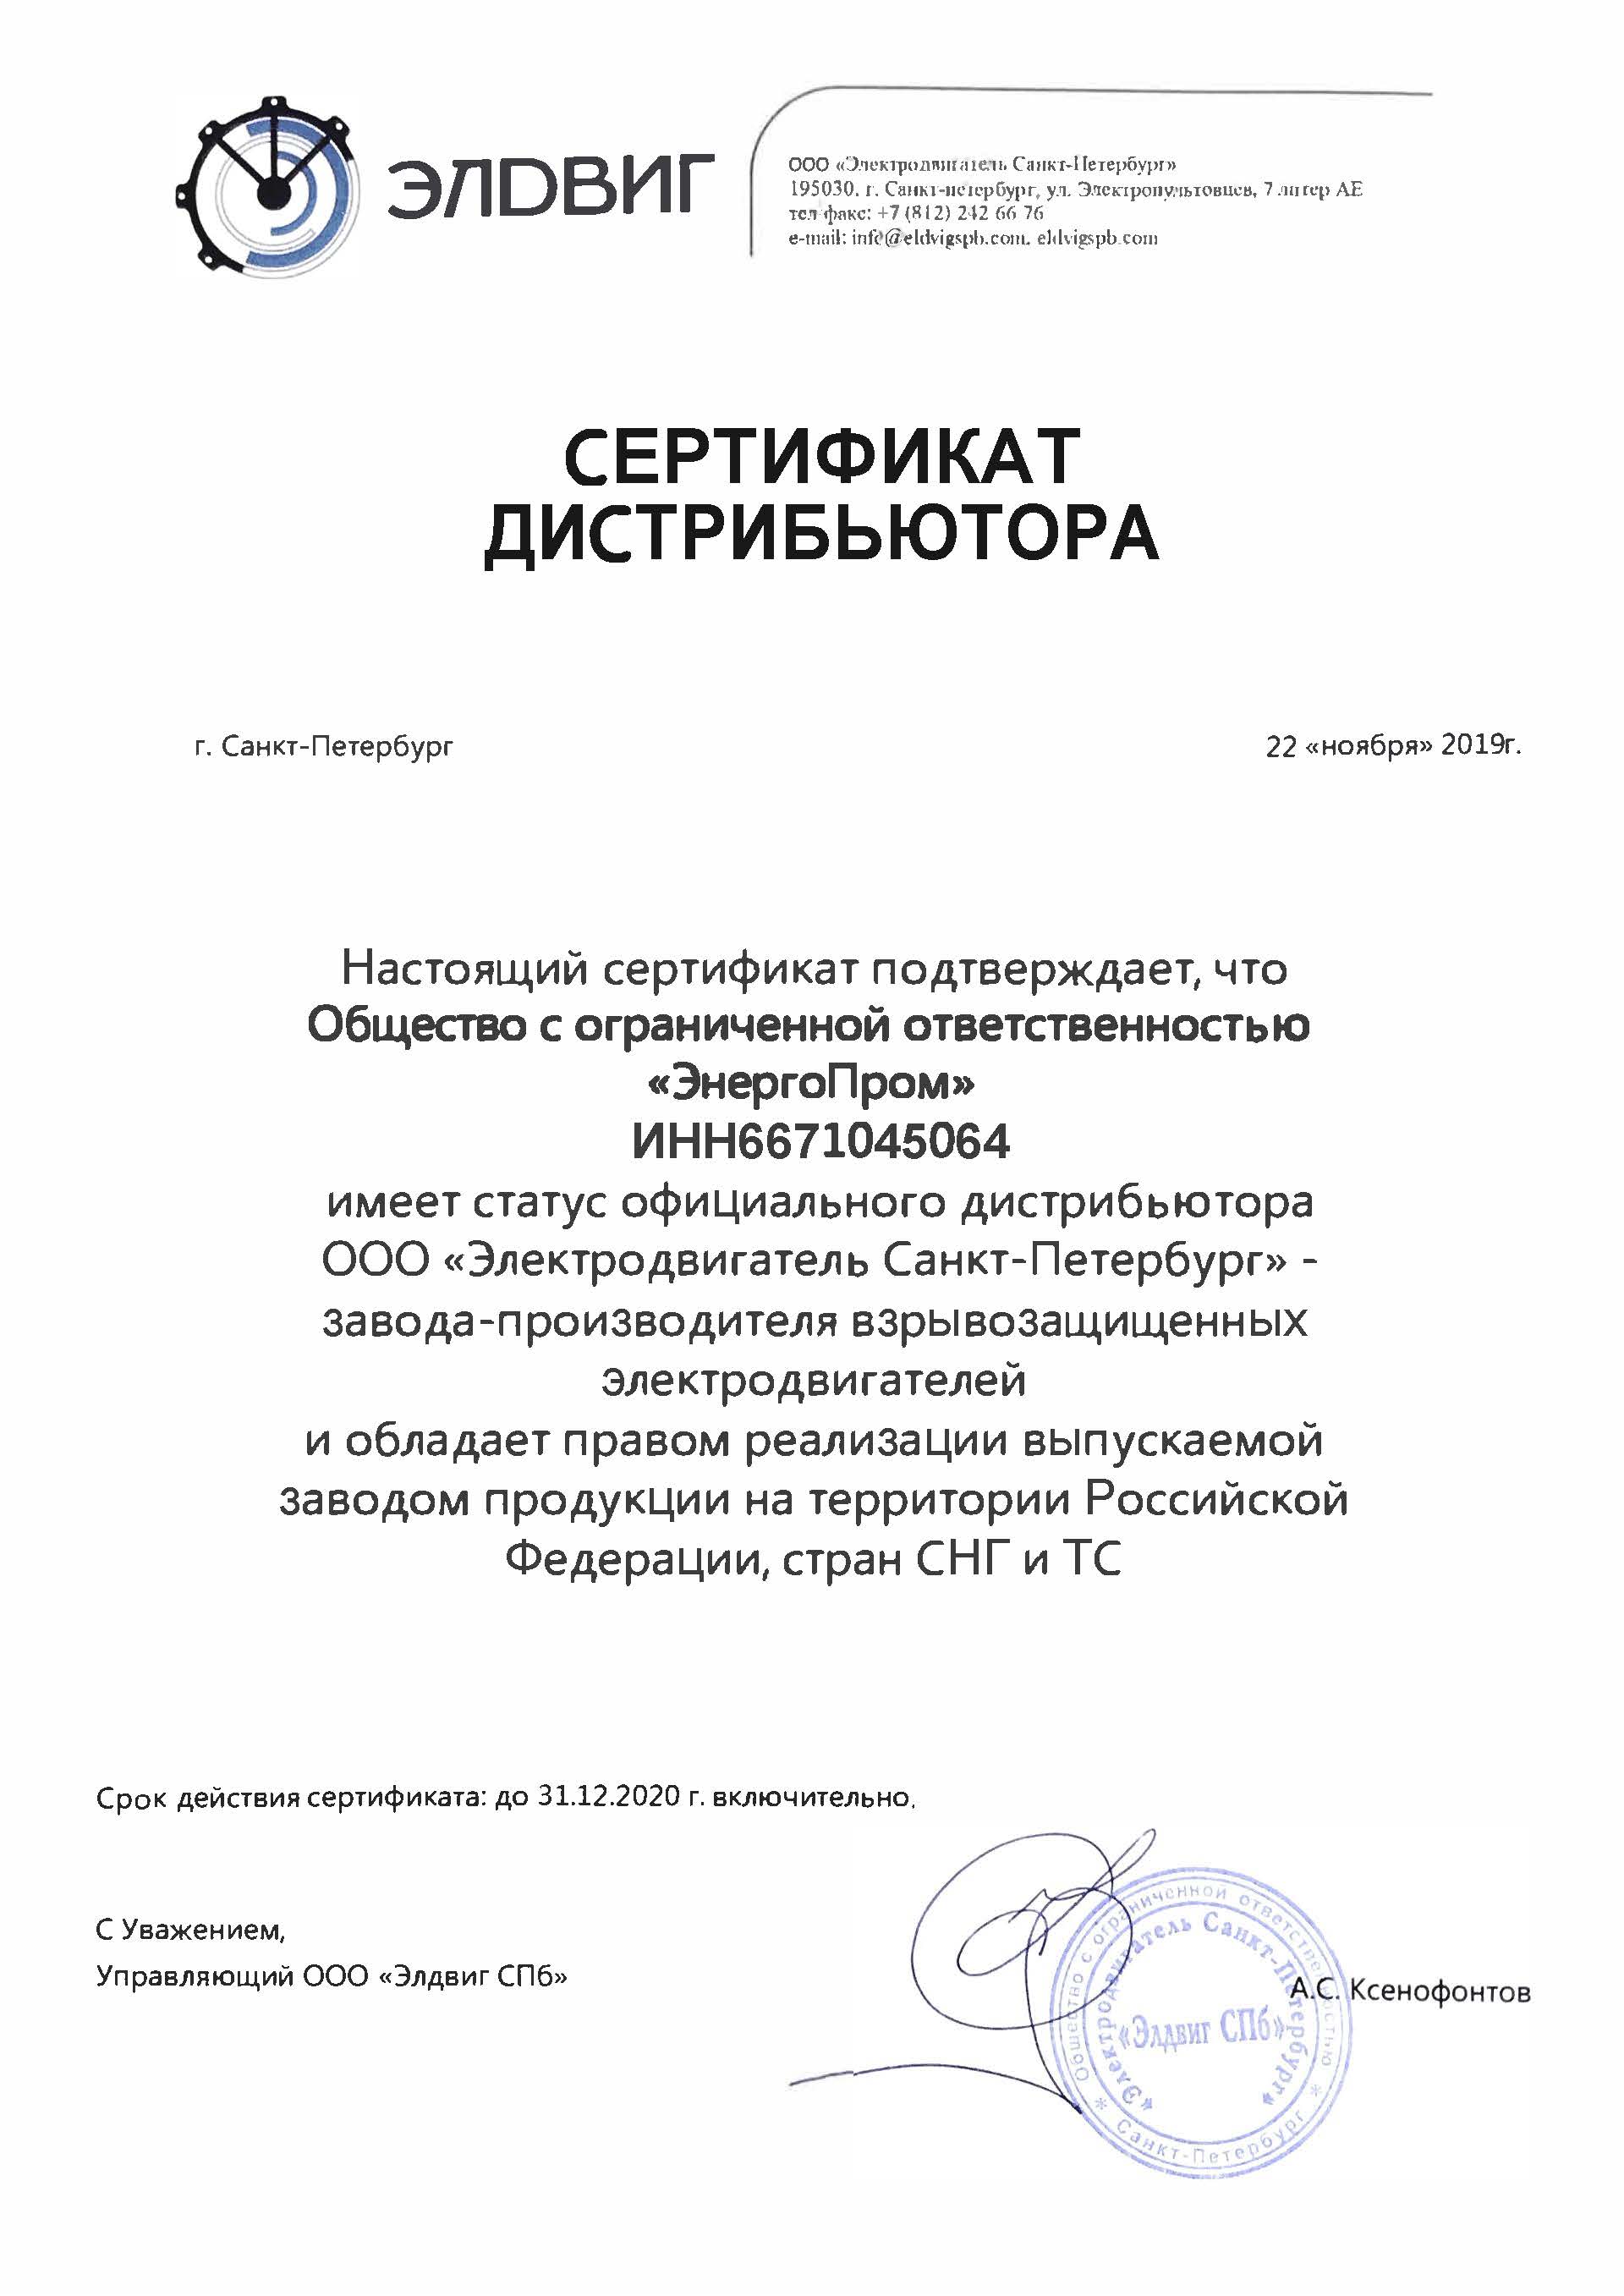 ЭЛДВИГ
ООО «Электродвигатель Санкт-Петербург»
195030, г. Санкт-петербург, ул. Электропультовцев, 7 литер АЕ
тел факс: +7 (812) 242 66 76
e-mail: info@eldvigspb.com, eldvigspb.com
СЕРТИФИКАТ
ДИСТРИБЬЮТОРА
г. Санкт-Петербург
22 «ноября» 2019г.
Настоящий сертификат подтверждает, что
Общество с ограниченной ответственностью
«ЭнергоПром»
ИНН6671045064
имеет статус официального дистрибьютора
ООО «Электродвигатель Санкт-Петербург» -
завода-производителя взрывозащищенных
электродвигателей
и обладает правом реализации выпускаемой
заводом продукции на территории Российской
Федерации, стран СНГ и ТС
Срок действия сертификата: до 31.12.2020 г. включительно.
С Уважением,
Управляющий ООО «Элдвиг СПб»
А.С. Ксенофонтов
Общество с ограниченной ответственностью
«Электродвигатель Санкт-Петербург»
«Элдвиг СПб»
* Санкт-Петербург *